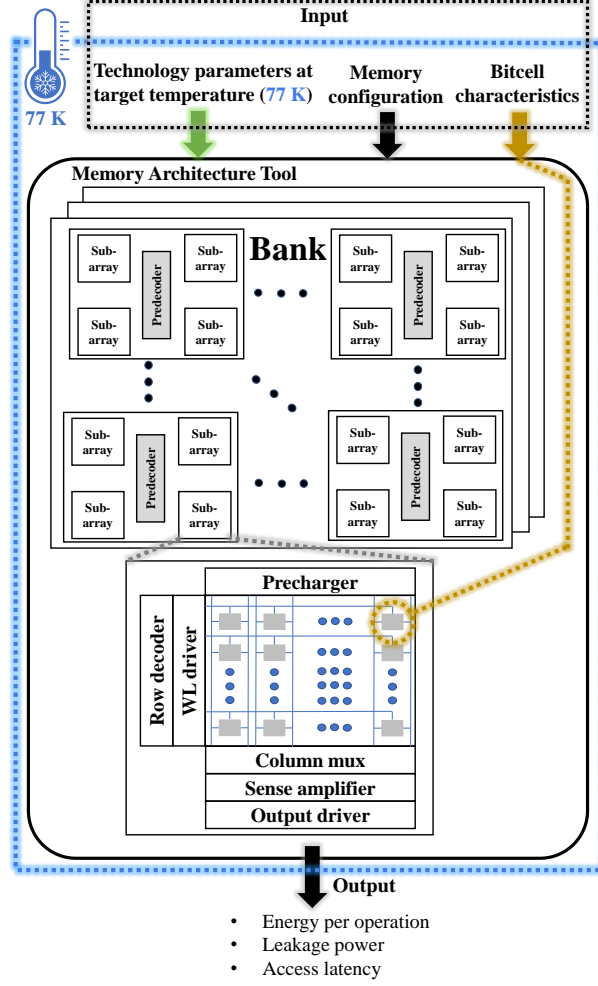 Input
77 K
Technology parameters at
target temperature (77 K)
Memory
configuration
Bitcell
characteristics
Memory Architecture Tool
Bank
Sub-
array
Sub-
array
Predecoder
Sub-
array
Sub-
array
Sub-
array
Sub-
array
Predecoder
Sub-
array
Sub-
array
Sub-
array
Sub-
array
Predecoder
Sub-
array
Sub-
array
Sub-
array
Sub-
array
Predecoder
Sub-
array
Sub-
array
Precharger
Row decoder
WL driver
Column mux
Sense amplifier
Output driver
Output
• Energy per operation
• Leakage power
• Access latency